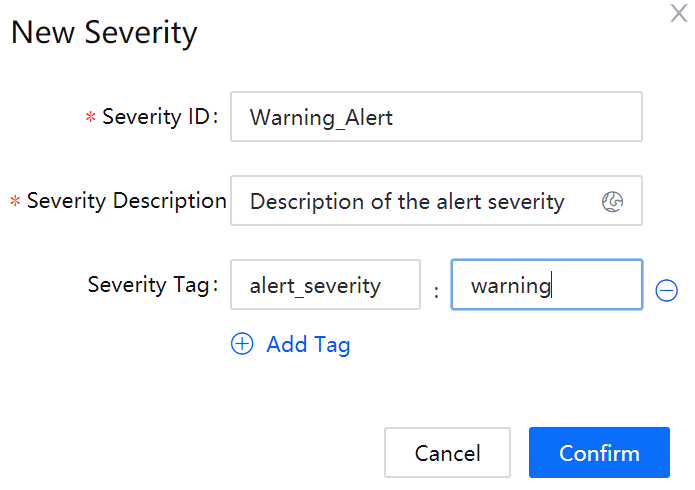 New Severity
* Severity ID: Warning_Alert
* Severity Description Description of the alert severity
Severity Tag: alert_severity : warning
Add Tag
Cancel Confirm